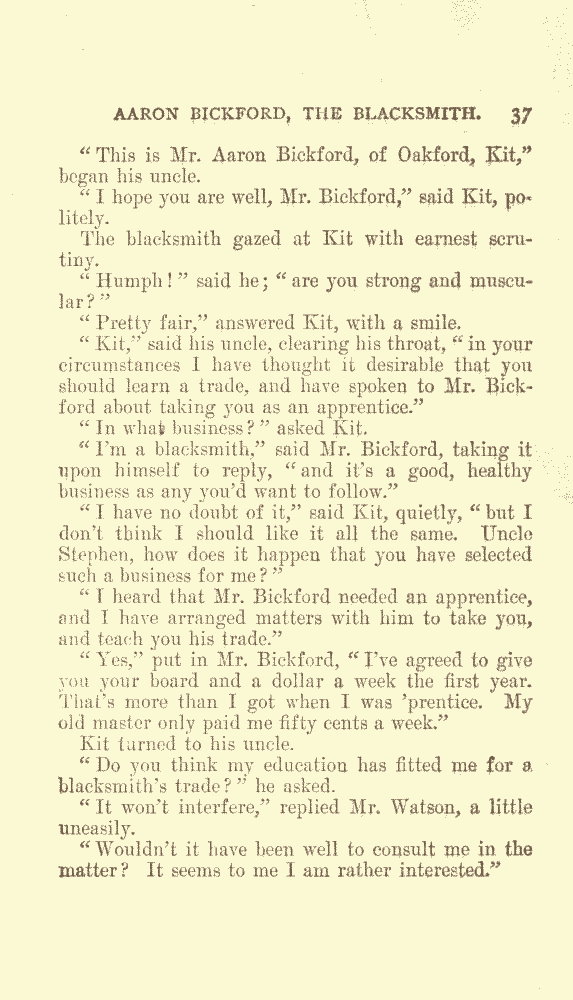 AARON BICKFORD, THE BLACKSMITH. 37
“This is Mr. Aaron Bickford, of Oakford, Kit,”
began his uncle.
“I hope you are well, Mr. Bickford,” said Kit, po-
litely.
The blacksmith gazed at Kit with earnest scru-
tiny.
“Humph!” said he; “are you strong and muscu-
lar?”
“Pretty fair,” answered Kit, with a smile.
“Kit,” said his uncle, clearing his throat, “in your
circumstances I have thought it desirable that you
should learn a trade, and have spoken to Mr. Bick-
ford about taking you as an apprentice.”
“In what business?” asked Kit.
“I’m a blacksmith,” said Mr. Bickford, taking it
upon himself to reply, “and it’s a good, healthy
business as any you’d want to follow.”
“I have no doubt of it,” said Kit, quietly, “but I
don’t think I should like it all the same. Uncle
Stephen, how does it happen that you have selected
such a business for me?”
“I heard that Mr. Bickford needed an apprentice,
and I have arranged matters with him to take you,
and teach you his trade.”
“Yes,” put in Mr. Bickford, “I’ve agreed to give
you your board and a dollar a week the first year.
That’s more than I got when I was ’prentice. My
old master only paid me fifty cents a week.”
Kit turned to his uncle.
“Do you think my education has fitted me for a
blacksmith’s trade?” he asked.
“It won’t interfere,” replied Mr. Watson, a little
uneasily.
“Wouldn’t it have been well to consult me in the
matter? It seems to me I am rather interested.”